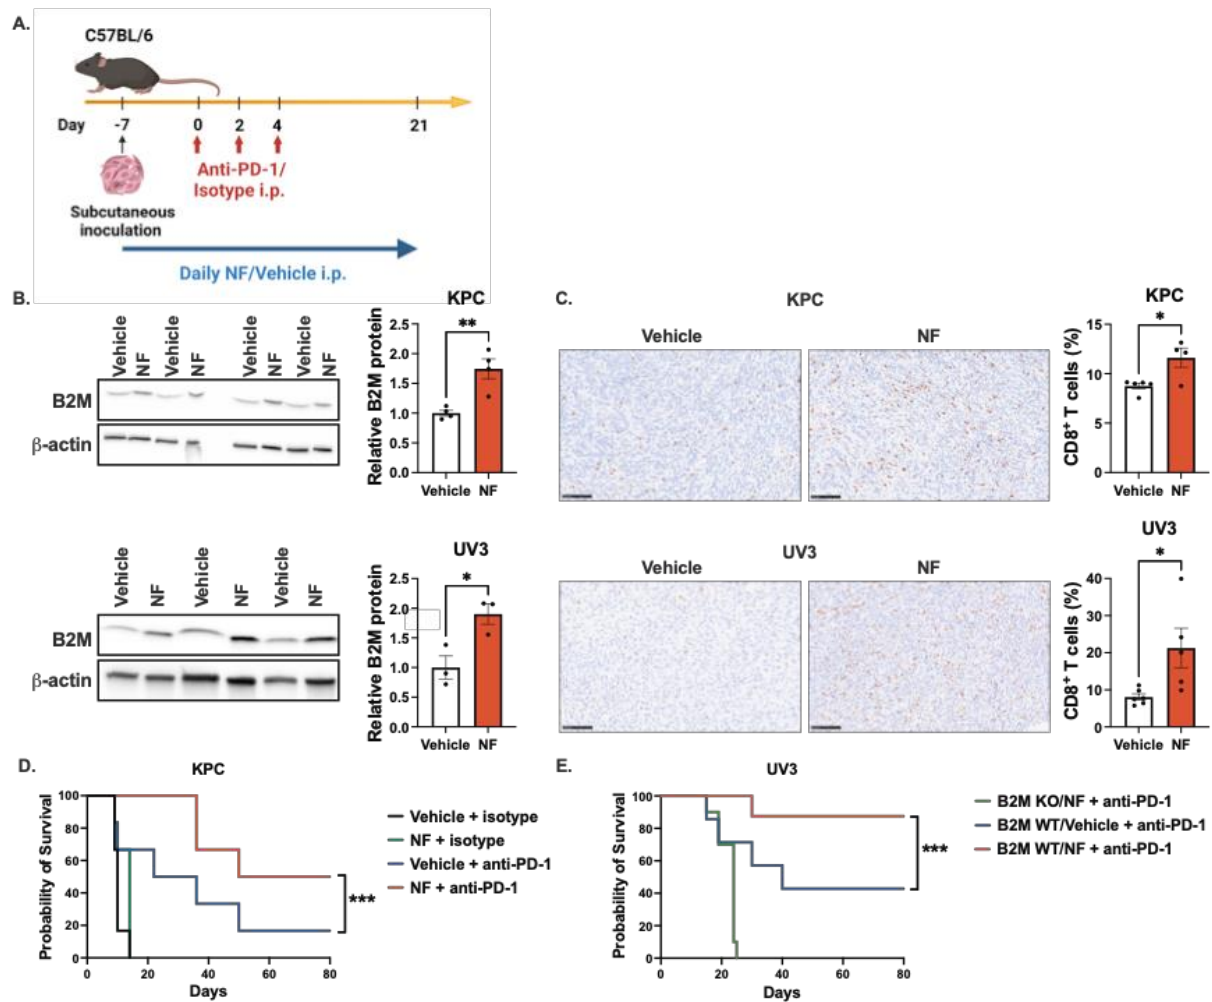 A.
C57BL/6
Day -7 0 2 4 21
Anti-PD-1/
Isotype i.p.
Subcutaneous
inoculation
Daily NF/Vehicle i.p.
B.
Vehicle NF Vehicle NF Vehicle NF Vehicle NF
B2M
β-actin
KPC
**
Relative B2M protein
2.5
2.0
1.5
1.0
0.5
0.0
Vehicle NF
Vehicle NF Vehicle NF Vehicle NF
B2M
β-actin
UV3
*
Relative B2M protein
2.5
2.0
1.5
1.0
0.5
0.0
Vehicle NF
C.
KPC
Vehicle NF
KPC
*
CD8⁺ T cells (%)
15
10
5
0
Vehicle NF
UV3
Vehicle NF
UV3
*
CD8⁺ T cells (%)
40
30
20
10
0
Vehicle NF
D.
KPC
Probability of Survival
100
80
60
40
20
0
0 20 40 60 80
Days
Vehicle + isotype
NF + isotype
Vehicle + anti-PD-1
NF + anti-PD-1
***
E.
UV3
Probability of Survival
100
80
60
40
20
0
0 20 40 60 80
Days
B2M KO/NF + anti-PD-1
B2M WT/Vehicle + anti-PD-1
B2M WT/NF + anti-PD-1
***